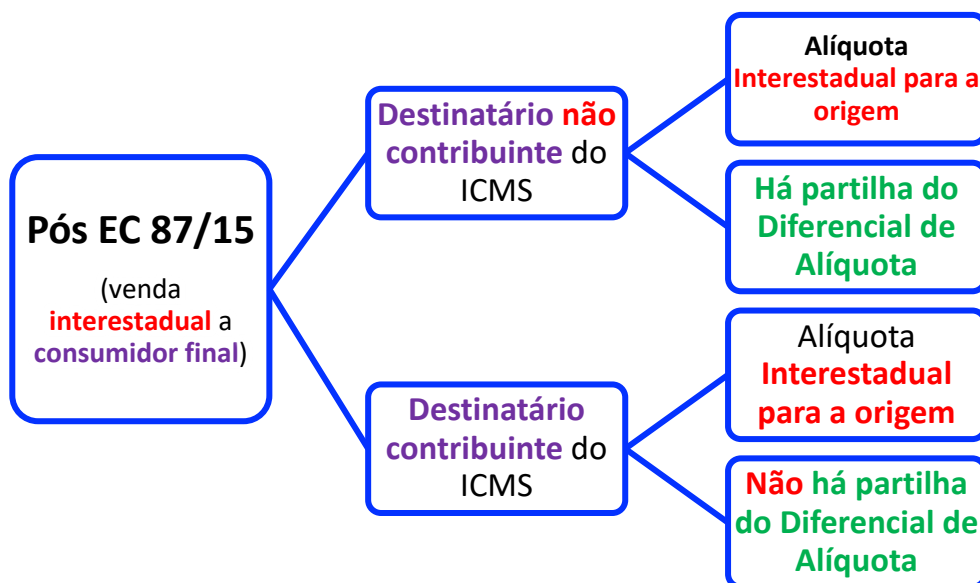 Pós EC 87/15
(venda
interestadual a
consumidor final)
Destinatário não
contribuinte do
ICMS
Alíquota
Interestadual para a
origem
Há partilha do
Diferencial de
Alíquota
Destinatário
contribuinte do
ICMS
Alíquota
Interestadual
para a origem
Não há partilha
do Diferencial de
Alíquota